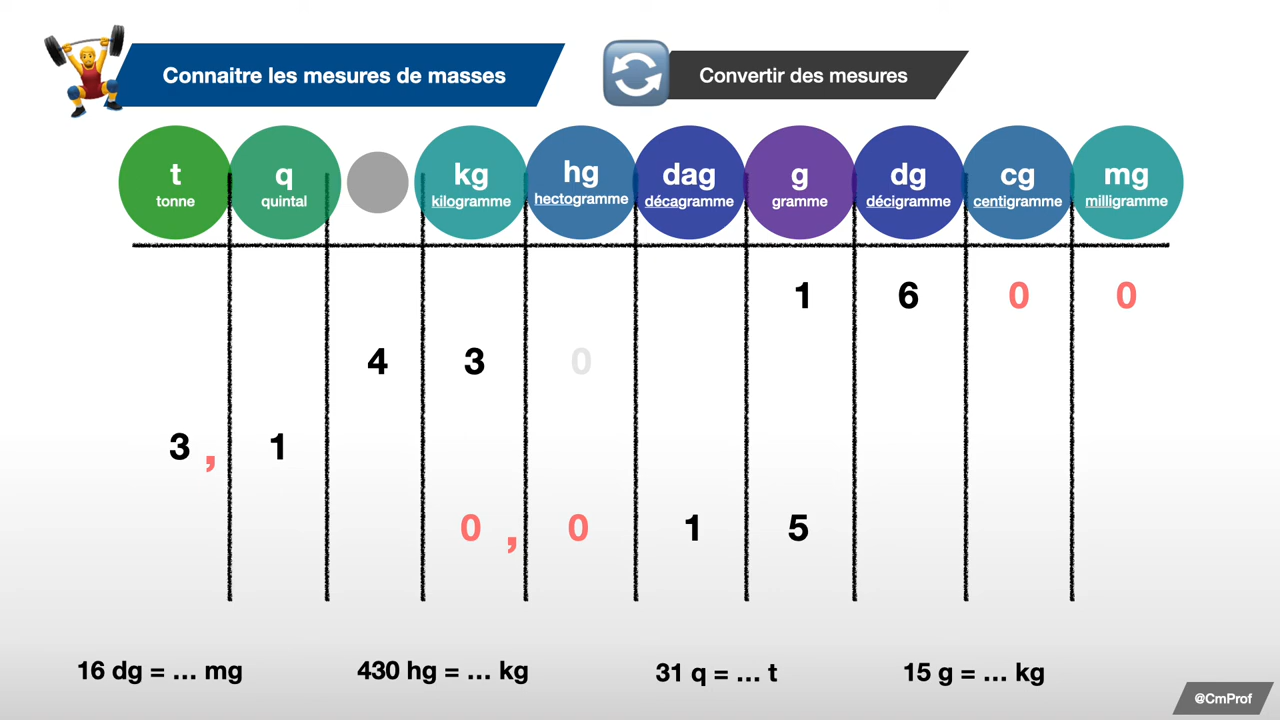 Connaitre les mesures de masses
Convertir des mesures
t q kg hg dag g dg cg mg
tonne quintal kilogramme hectogramme décagramme gramme décigramme centigramme milligramme
1 6 0 0
4 3 0
3 , 1
0 , 0 1 5
16 dg = ... mg
430 hg = ... kg
31 q = ... t
15 g = ... kg
@CmProf